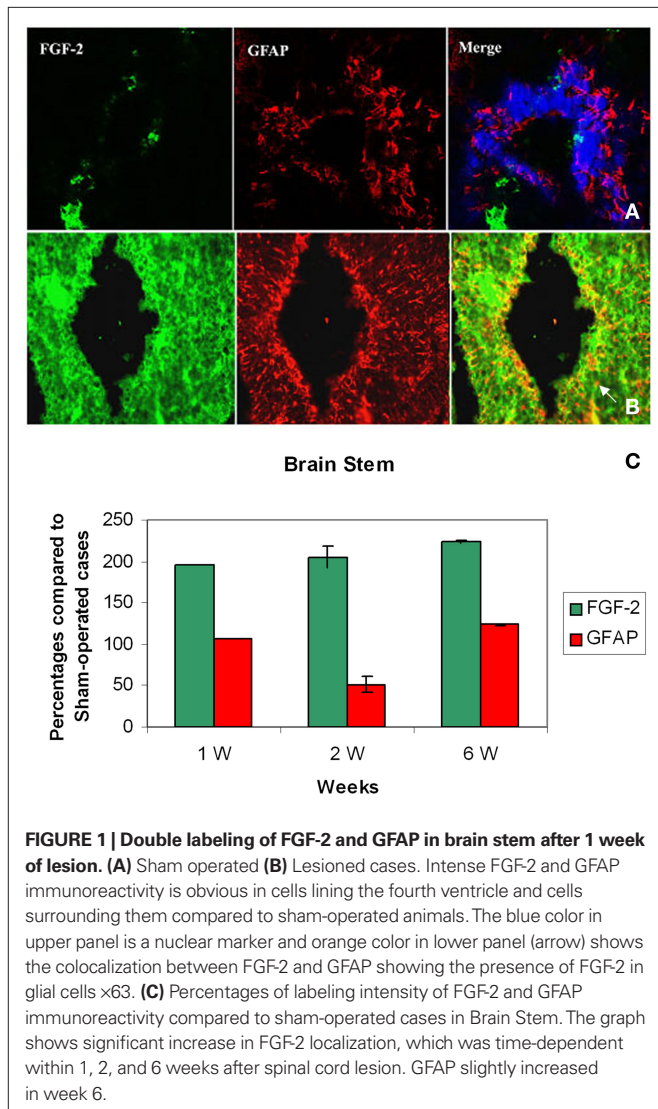 FGF-2 GFAP Merge
A
B
Brain Stem C
Percentages compared to
Sham-operated cases
250
200
150
100
50
0
1 W 2 W 6 W
Weeks
FGF-2
GFAP
FIGURE 1 | Double labeling of FGF-2 and GFAP in brain stem after 1 week
of lesion. (A) Sham operated (B) Lesioned cases. Intense FGF-2 and GFAP
immunoreactivity is obvious in cells lining the fourth ventricle and cells
surrounding them compared to sham-operated animals. The blue color in
upper panel is a nuclear marker and orange color in lower panel (arrow) shows
the colocalization between FGF-2 and GFAP showing the presence of FGF-2 in
glial cells ×63. (C) Percentages of labeling intensity of FGF-2 and GFAP
immunoreactivity compared to sham-operated cases in Brain Stem. The graph
shows significant increase in FGF-2 localization, which was time-dependent
within 1, 2, and 6 weeks after spinal cord lesion. GFAP slightly increased
in week 6.